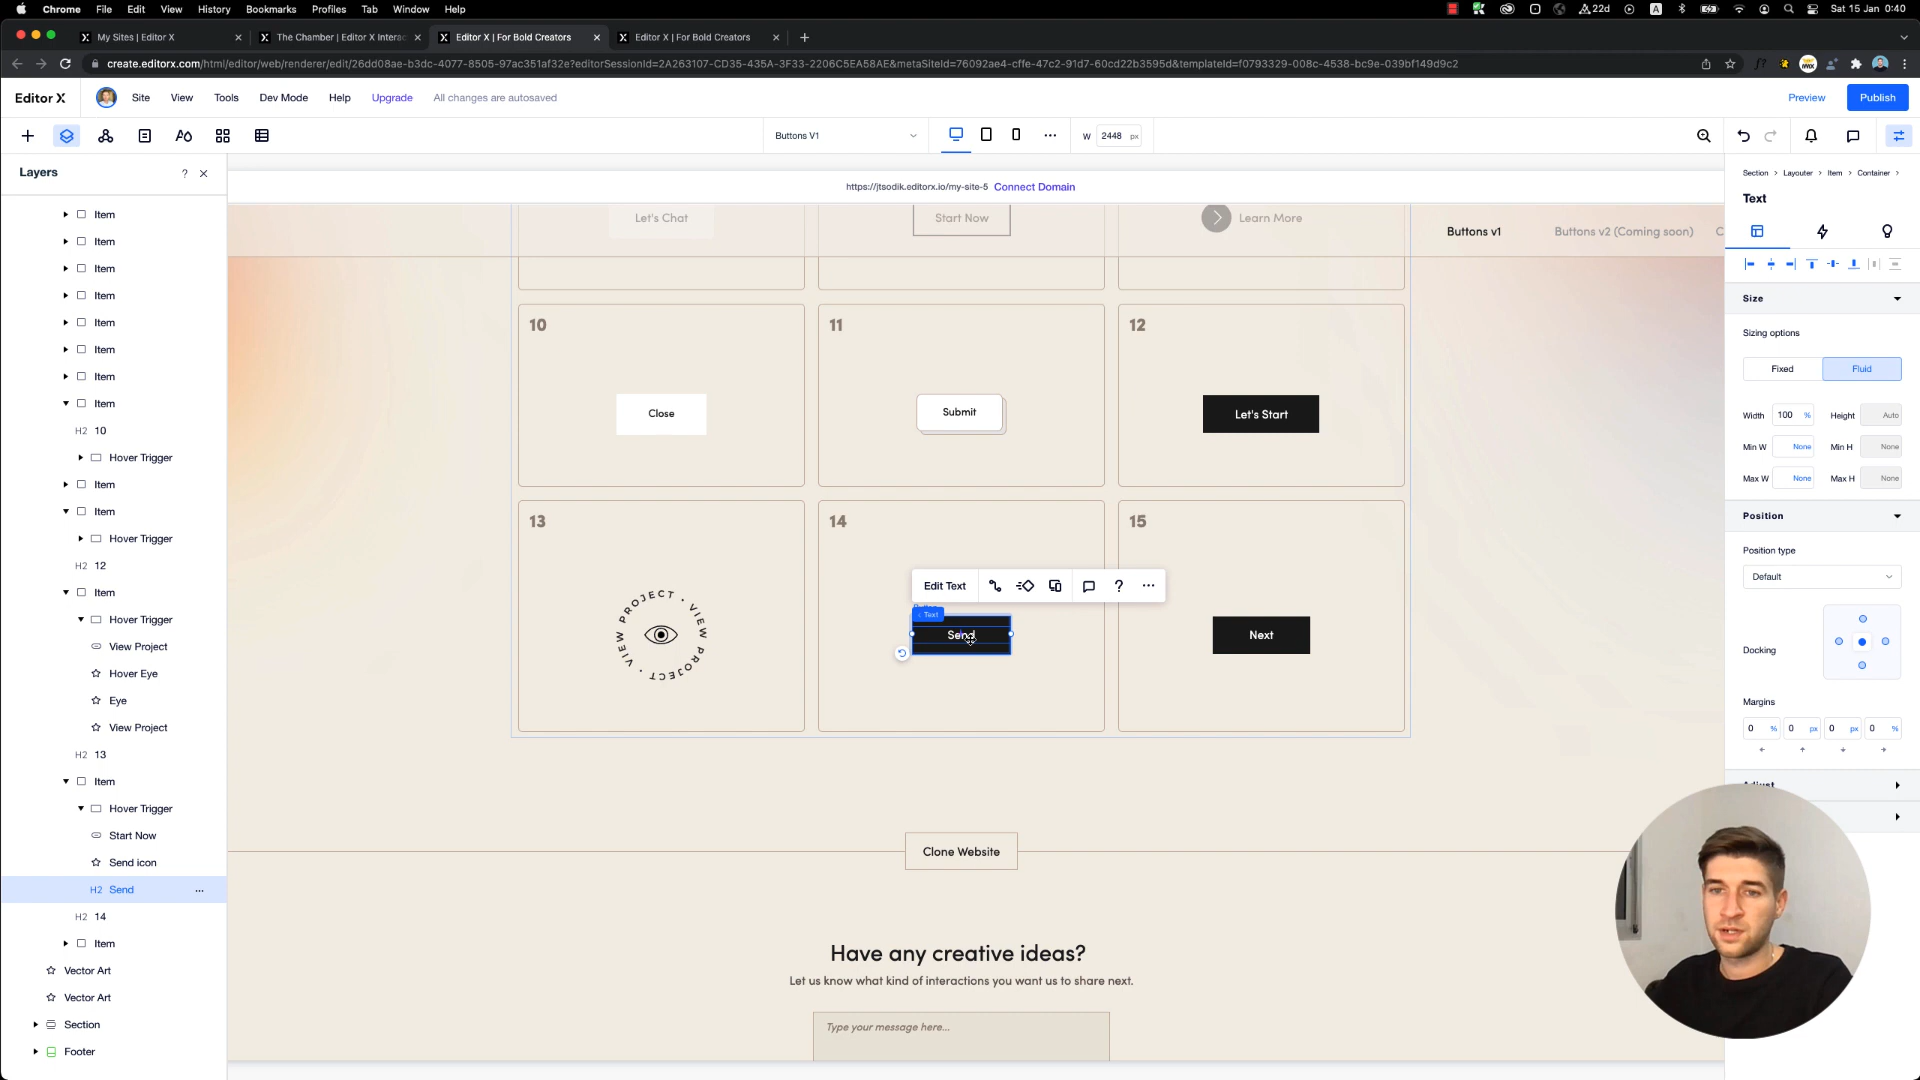 Chrome File Edit View History Bookmarks Profiles Tab Window Help
22d
A
Sat 15 Jan 0:40
My Sites | Editor X
The Chamber | Editor X Interac
Editor X | For Bold Creators
Editor X | For Bold Creators
create.editorx.com/html/editor/web/renderer/edit/26dd08ae-b3dc-4077-8505-97ac351af32e?editorSessionId=2A263107-CD35-435A-3F33-2206C5EA58AE&metaSiteId=76092ae4-cffe-47c2-91d7-60cd22b3595d&templateId=f0793329-008c-4538-bc9e-039bf149d9c2
Editor X
Site View Tools Dev Mode Help Upgrade All changes are autosaved
Preview
Publish
Buttons V1
W 2448 px
Layers
?
https://jtsodik.editorx.io/my-site-5 Connect Domain
Item
Item
Item
Item
Item
Item
Item
Item
H2 10
Hover Trigger
Item
Item
Hover Trigger
H2 12
Item
Hover Trigger
View Project
Hover Eye
Eye
View Project
H2 13
Item
Hover Trigger
Start Now
Send icon
H2 Send
H2 14
Item
Vector Art
Vector Art
Section
Footer
Let's Chat
Start Now
Learn More
Buttons v1
Buttons v2 (Coming soon)
C
10
Close
11
Submit
12
Let's Start
13
VIEW PROJECT · VIEW PROJECT ·
14
Edit Text
?
Text
Send
15
Next
Clone Website
Have any creative ideas?
Let us know what kind of interactions you want us to share next.
Type your message here...
Section > Layouter > Item > Container >
Text
Size
Sizing options
Fixed
Fluid
Width 100 % Height Auto
Min W None Min H None
Max W None Max H None
Position
Position type
Default
Docking
Margins
0 % 0 px 0 px 0 %